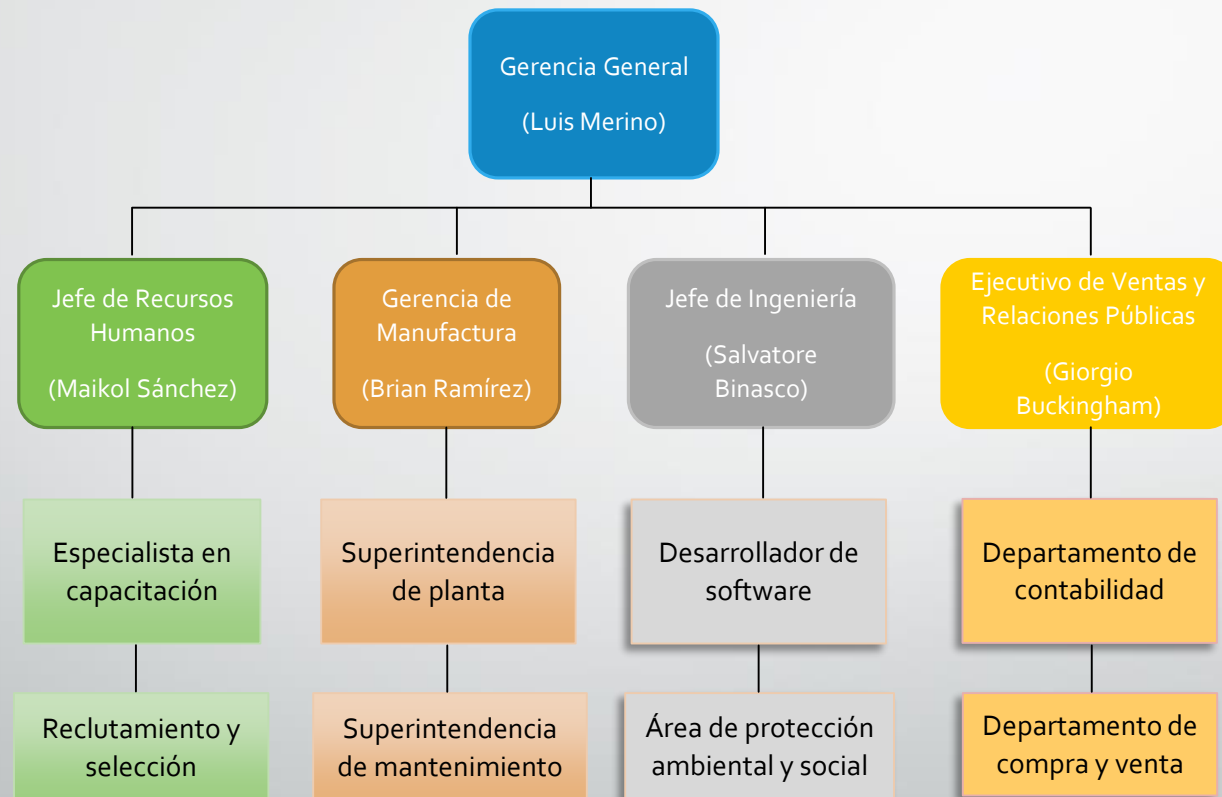 Gerencia General
(Luis Merino)
Jefe de Recursos
Humanos
(Maikol Sánchez)
Gerencia de
Manufactura
(Brian Ramírez)
Jefe de Ingeniería
(Salvatore
Binasco)
Ejecutivo de Ventas y
Relaciones Públicas
(Giorgio
Buckingham)
Especialista en
capacitación
Superintendencia
de planta
Desarrollador de
software
Departamento de
contabilidad
Reclutamiento y
selección
Superintendencia
de mantenimiento
Área de protección
ambiental y social
Departamento de
compra y venta